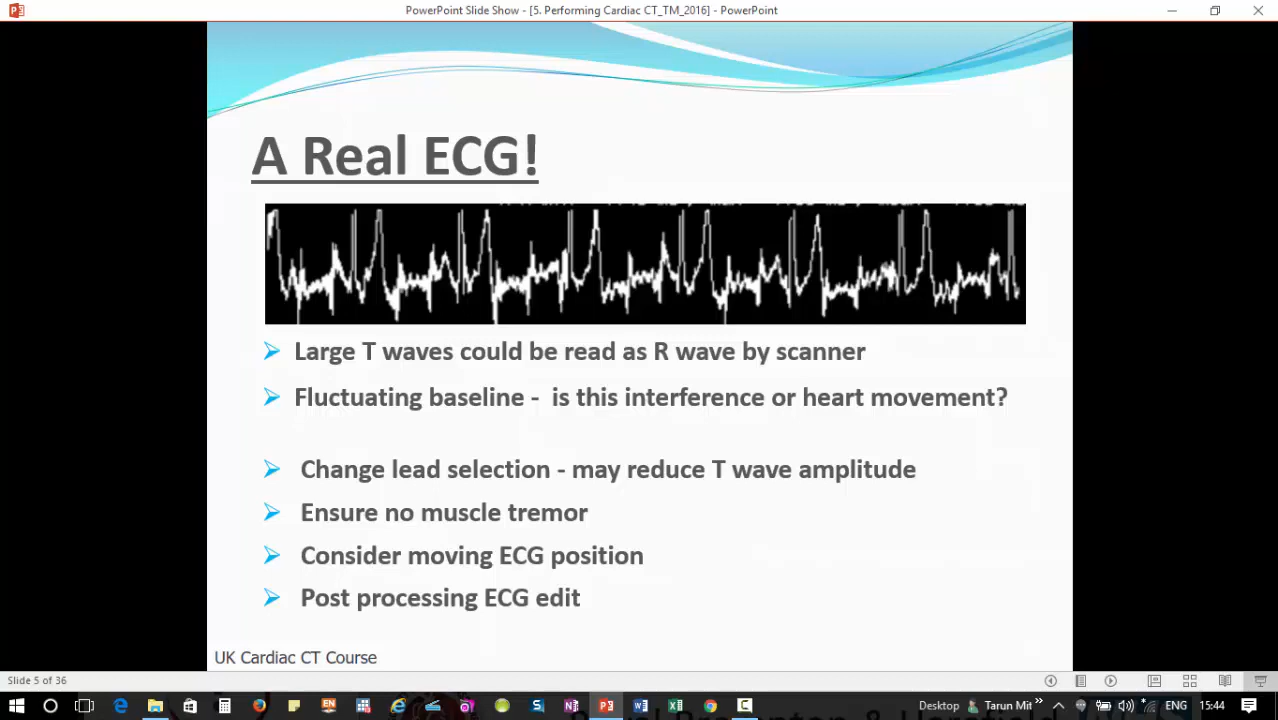 PowerPoint Slide Show - [5. Performing Cardiac CT_TM_2016] - PowerPoint
A Real ECG!
Large T waves could be read as R wave by scanner
Fluctuating baseline - is this interference or heart movement?
Change lead selection - may reduce T wave amplitude
Ensure no muscle tremor
Consider moving ECG position
Post processing ECG edit
UK Cardiac CT Course
Slide 5 of 36
Desktop
Tarun Mit
ENG
15:44